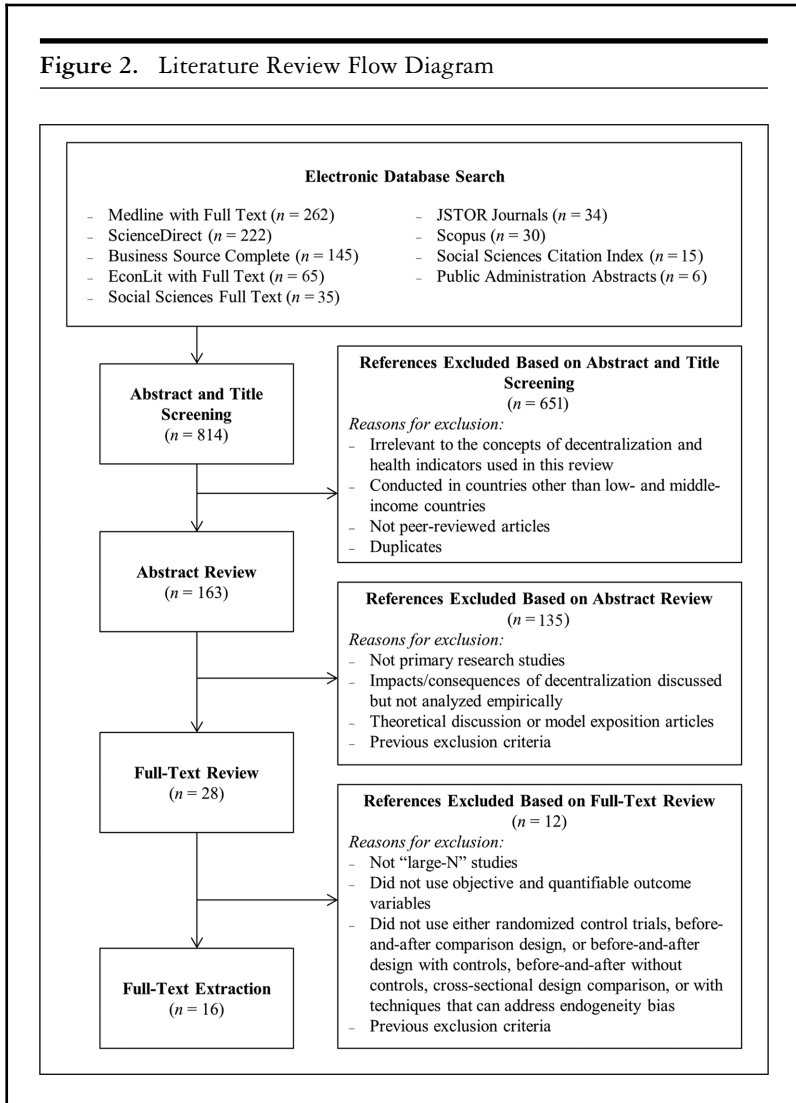 Figure 2. Literature Review Flow Diagram
Electronic Database Search
– Medline with Full Text (n = 262)
– ScienceDirect (n = 222)
– Business Source Complete (n = 145)
– EconLit with Full Text (n = 65)
– Social Sciences Full Text (n = 35)
– JSTOR Journals (n = 34)
– Scopus (n = 30)
– Social Sciences Citation Index (n = 15)
– Public Administration Abstracts (n = 6)
Abstract and Title
Screening
(n = 814)
References Excluded Based on Abstract and Title
Screening
(n = 651)
Reasons for exclusion:
– Irrelevant to the concepts of decentralization and
health indicators used in this review
– Conducted in countries other than low- and middle-
income countries
– Not peer-reviewed articles
– Duplicates
Abstract Review
(n = 163)
References Excluded Based on Abstract Review
(n = 135)
Reasons for exclusion:
– Not primary research studies
– Impacts/consequences of decentralization discussed
but not analyzed empirically
– Theoretical discussion or model exposition articles
– Previous exclusion criteria
Full-Text Review
(n = 28)
References Excluded Based on Full-Text Review
(n = 12)
Reasons for exclusion:
– Not “large-N” studies
– Did not use objective and quantifiable outcome
variables
– Did not use either randomized control trials, before-
and-after comparison design, or before-and-after
design with controls, before-and-after without
controls, cross-sectional design comparison, or with
techniques that can address endogeneity bias
– Previous exclusion criteria
Full-Text Extraction
(n = 16)